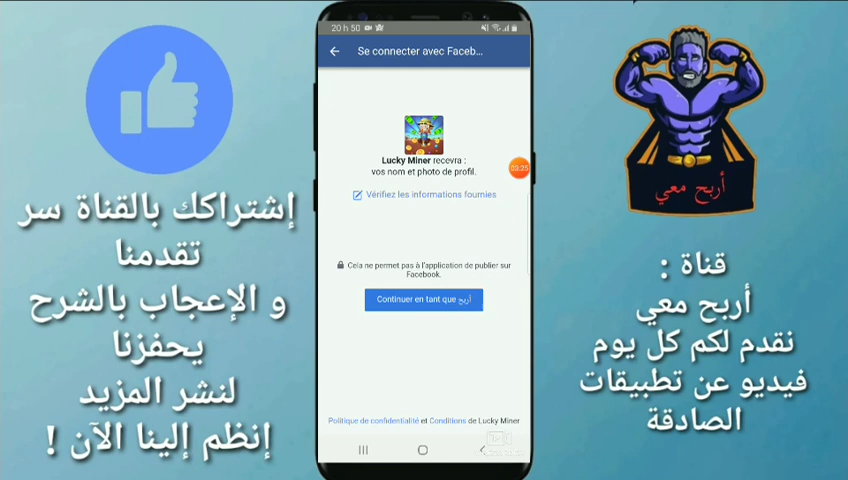 إشتراكك بالقناة سر
تقدمنا
و الإعجاب بالشرح
يحفزنا
لنشر المزيد
إنظم إلينا الآن !
20 h 50
Se connecter avec Faceb...
Lucky Miner recevra :
vos nom et photo de profil.
03:25
Vérifiez les informations fournies
Cela ne permet pas à l'application de publier sur
Facebook.
Continuer en tant que أربح
Politique de confidentialité et Conditions de Lucky Miner
أربح معي
قناة :
أربح معي
نقدم لكم كل يوم
فيديو عن تطبيقات
الصادقة